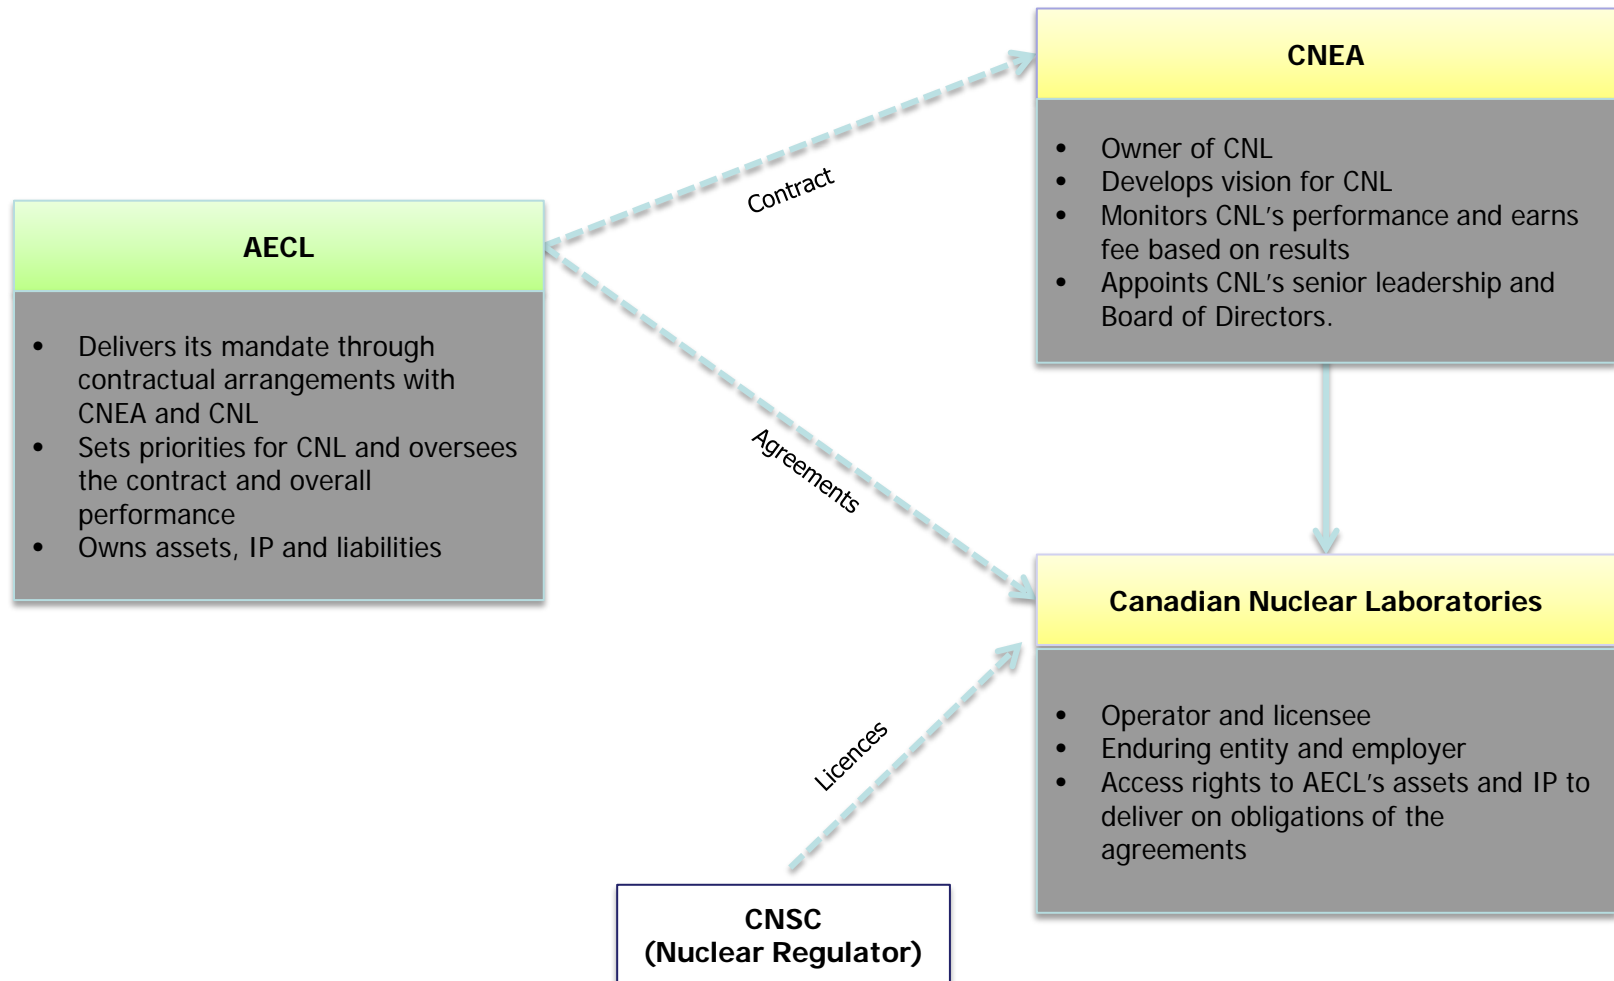 CNEA
• Owner of CNL
• Develops vision for CNL
• Monitors CNL's performance and earns
fee based on results
• Appoints CNL's senior leadership and
Board of Directors.
Contract
AECL
• Delivers its mandate through
contractual arrangements with
CNEA and CNL
• Sets priorities for CNL and oversees
the contract and overall
performance
• Owns assets, IP and liabilities
Agreements
Canadian Nuclear Laboratories
• Operator and licensee
• Enduring entity and employer
• Access rights to AECL's assets and IP to
deliver on obligations of the
agreements
Licences
CNSC
(Nuclear Regulator)